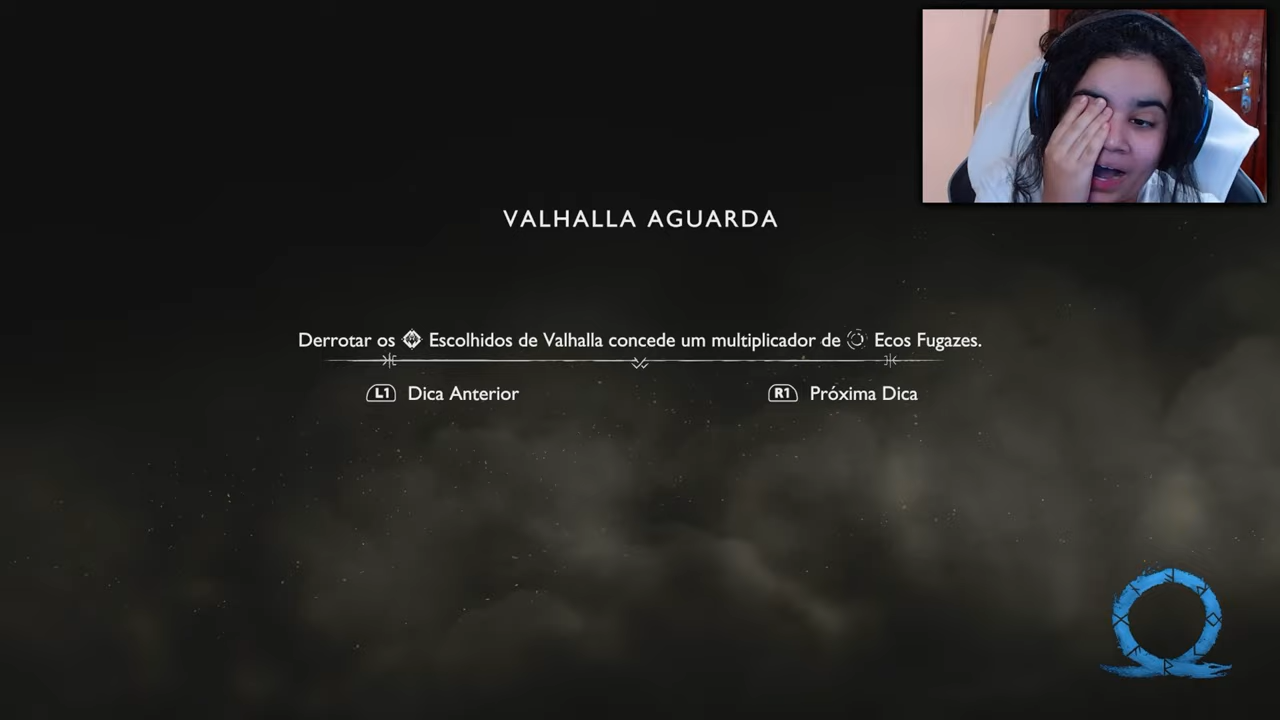 VALHALLA AGUARDA
Derrotar os Escolhidos de Valhalla concede um multiplicador de Ecos Fugazes.
L1 Dica Anterior
R1 Próxima Dica